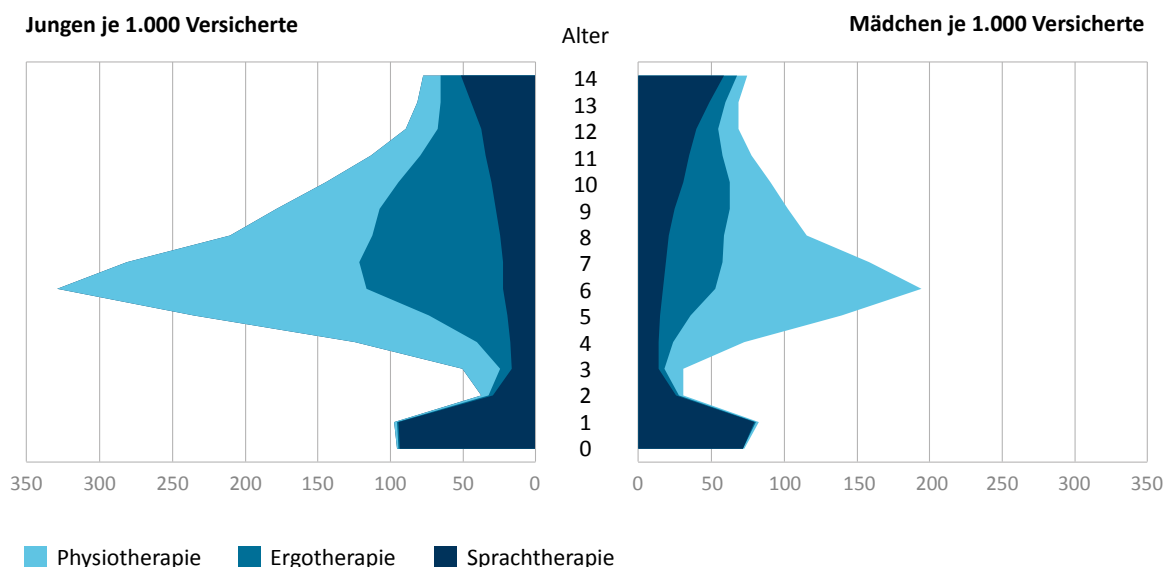 Jungen je 1.000 Versicherte
Alter
Mädchen je 1.000 Versicherte
14
13
12
11
10
9
8
7
6
5
4
3
2
1
0
350 300 250 200 150 100 50 0
0 50 100 150 200 250 300 350
Physiotherapie Ergotherapie Sprachtherapie